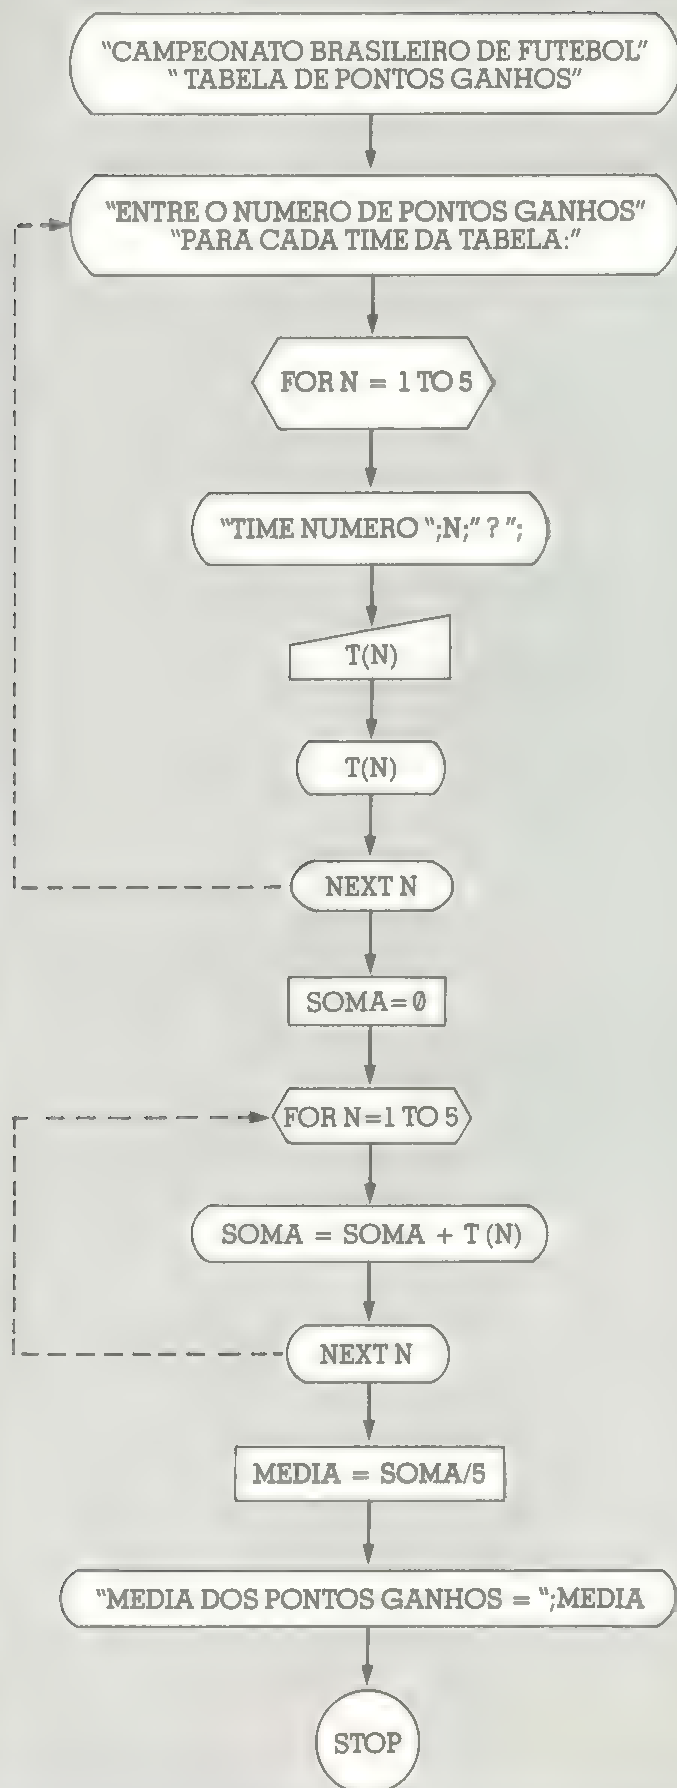 "CAMPEONATO BRASILEIRO DE FUTEBOL"
" TABELA DE PONTOS GANHOS"
"ENTRE O NUMERO DE PONTOS GANHOS"
"PARA CADA TIME DA TABELA:"
FOR N = 1 TO 5
"TIME NUMERO ";N;" ? ";
T(N)
T(N)
NEXT N
SOMA=0
FOR N=1 TO 5
SOMA = SOMA + T (N)
NEXT N
MEDIA = SOMA/5
"MEDIA DOS PONTOS GANHOS = ";MEDIA
STOP